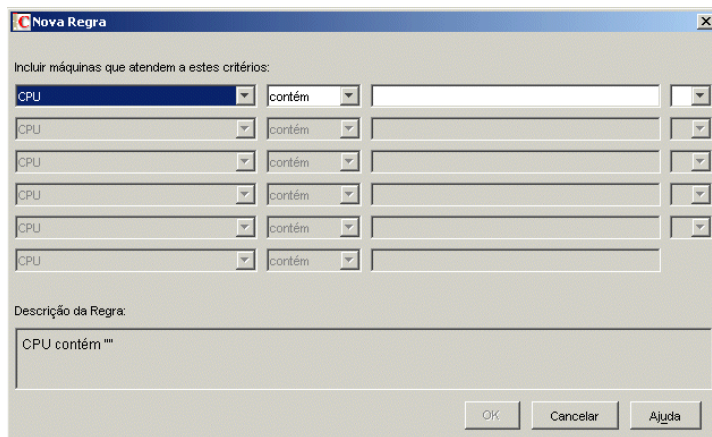 C Nova Regra
Incluir máquinas que atendem a estes critérios:
CPU contém
CPU contém
CPU contém
CPU contém
CPU contém
CPU contém
Descrição da Regra:
CPU contém ""
OK Cancelar Ajuda